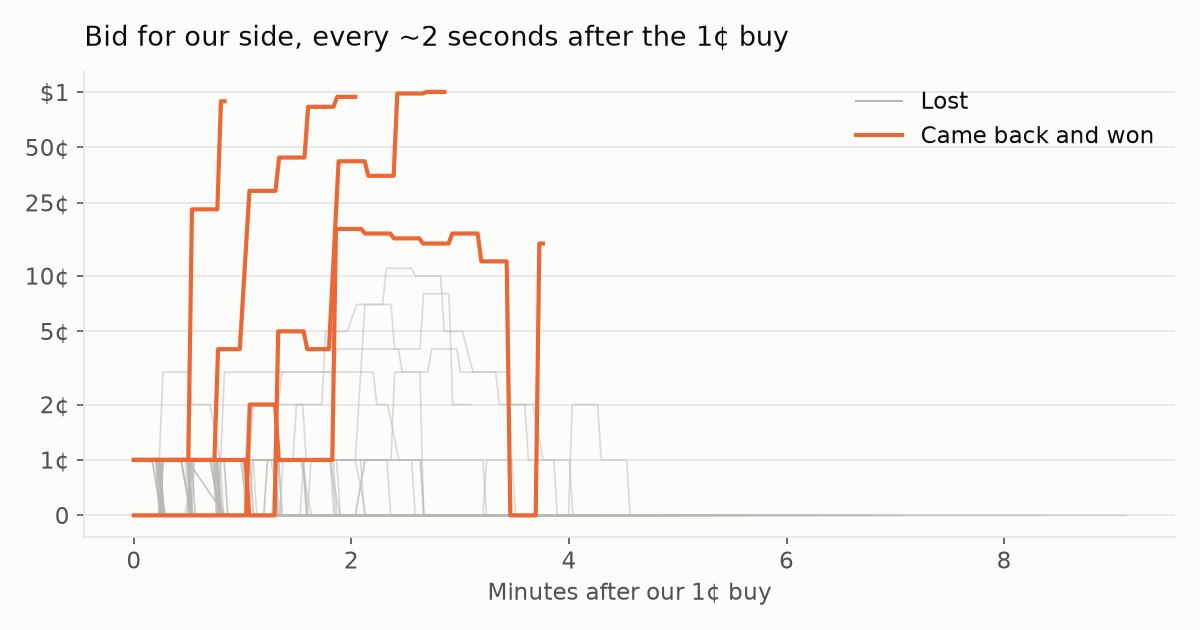 Bid for our side, every ~2 seconds after the 1¢ buy
$1
50¢
25¢
10¢
5¢
2¢
1¢
0
Lost
Came back and won
0 2 4 6 8
Minutes after our 1¢ buy